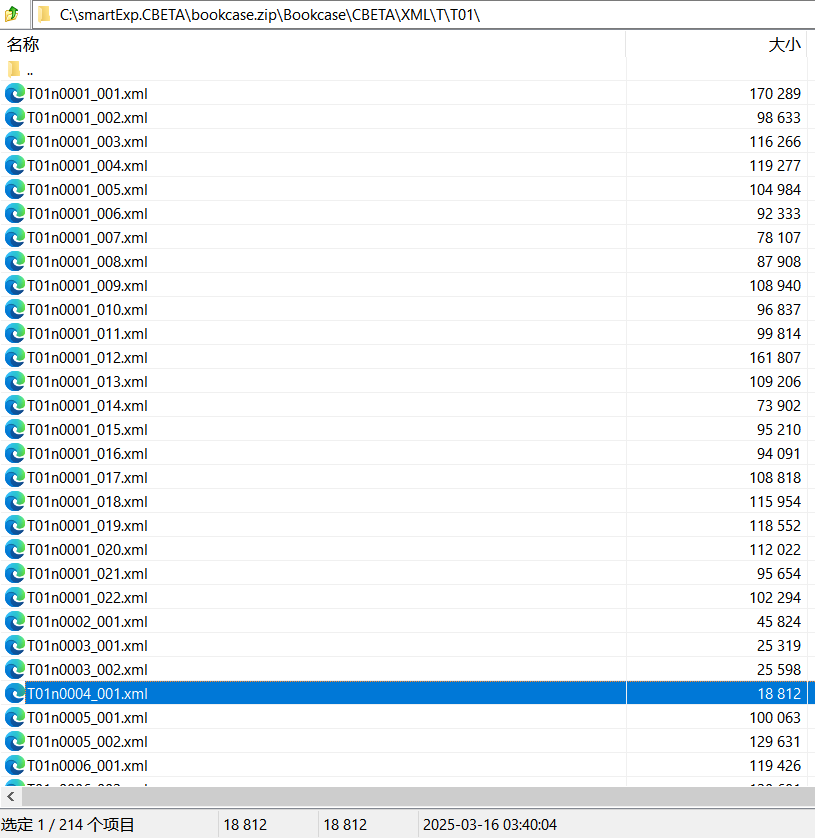 C:\smartExp.CBETA\bookcase.zip\Bookcase\CBETA\XML\T\T01\
名称 大小
..
T01n0001_001.xml 170 289
T01n0001_002.xml 98 633
T01n0001_003.xml 116 266
T01n0001_004.xml 119 277
T01n0001_005.xml 104 984
T01n0001_006.xml 92 333
T01n0001_007.xml 78 107
T01n0001_008.xml 87 908
T01n0001_009.xml 108 940
T01n0001_010.xml 96 837
T01n0001_011.xml 99 814
T01n0001_012.xml 161 807
T01n0001_013.xml 109 206
T01n0001_014.xml 73 902
T01n0001_015.xml 95 210
T01n0001_016.xml 94 091
T01n0001_017.xml 108 818
T01n0001_018.xml 115 954
T01n0001_019.xml 118 552
T01n0001_020.xml 112 022
T01n0001_021.xml 95 654
T01n0001_022.xml 102 294
T01n0002_001.xml 45 824
T01n0003_001.xml 25 319
T01n0003_002.xml 25 598
T01n0004_001.xml 18 812
T01n0005_001.xml 100 063
T01n0005_002.xml 129 631
T01n0006_001.xml 119 426
选定 1 / 214 个项目 18 812 18 812 2025-03-16 03:40:04